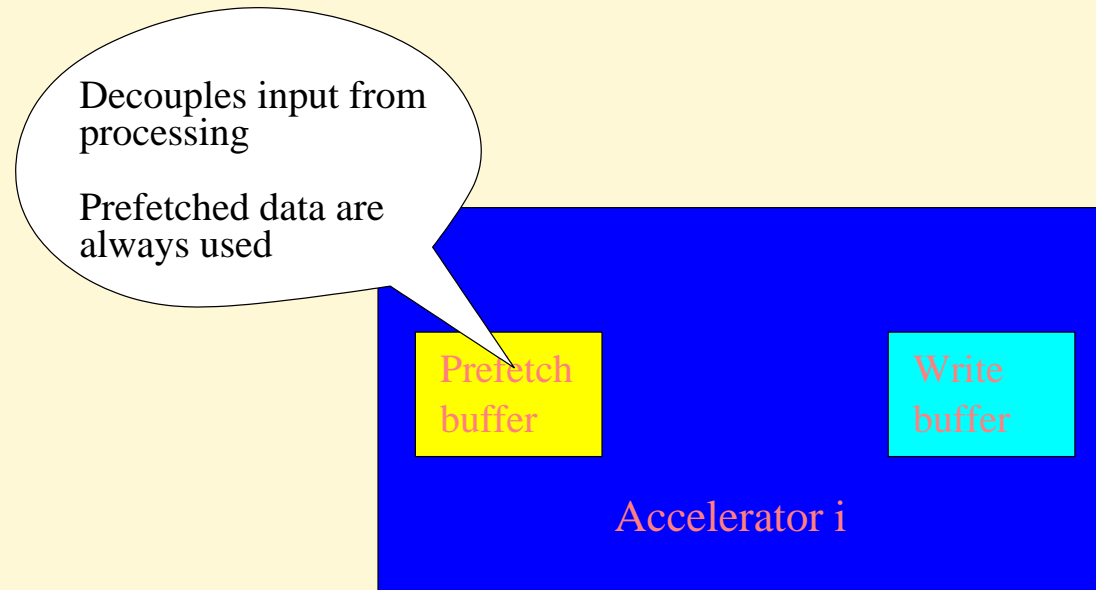 Decouples input from
processing
Prefetched data are
always used
Prefetch
buffer
Write
buffer
Accelerator i